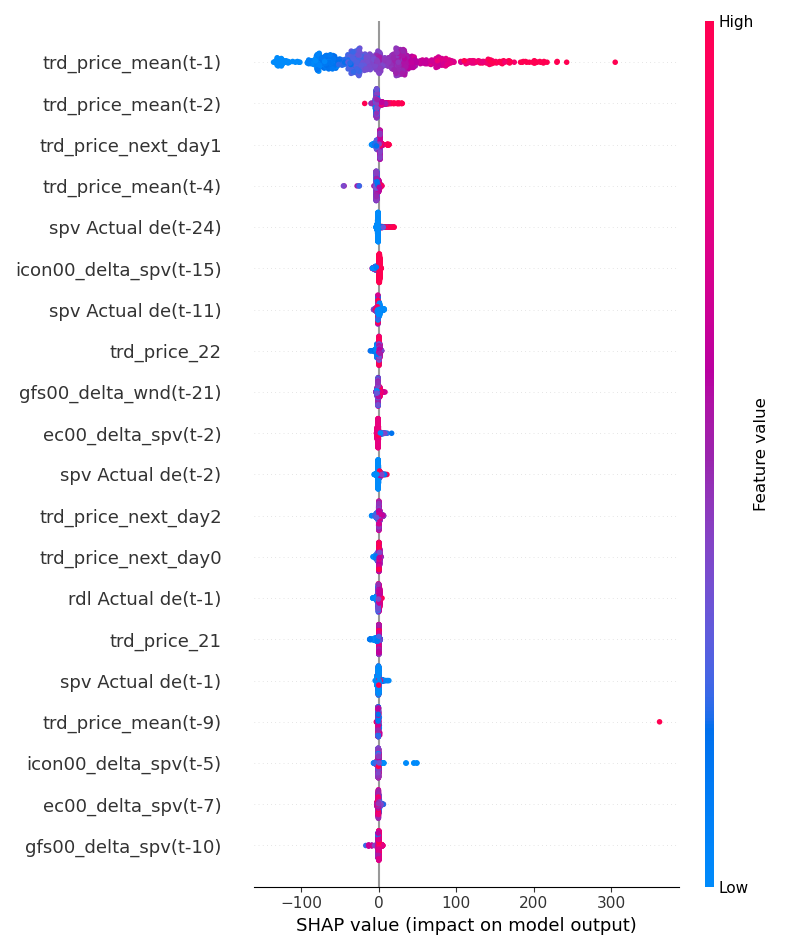 High
trd_price_mean(t-1)
trd_price_mean(t-2)
trd_price_next_day1
trd_price_mean(t-4)
spv Actual de(t-24)
icon00_delta_spv(t-15)
spv Actual de(t-11)
trd_price_22
gfs00_delta_wnd(t-21)
ec00_delta_spv(t-2)
spv Actual de(t-2)
trd_price_next_day2
trd_price_next_day0
rdl Actual de(t-1)
trd_price_21
spv Actual de(t-1)
trd_price_mean(t-9)
icon00_delta_spv(t-5)
ec00_delta_spv(t-7)
gfs00_delta_spv(t-10)
Feature value
Low
−100 0 100 200 300
SHAP value (impact on model output)